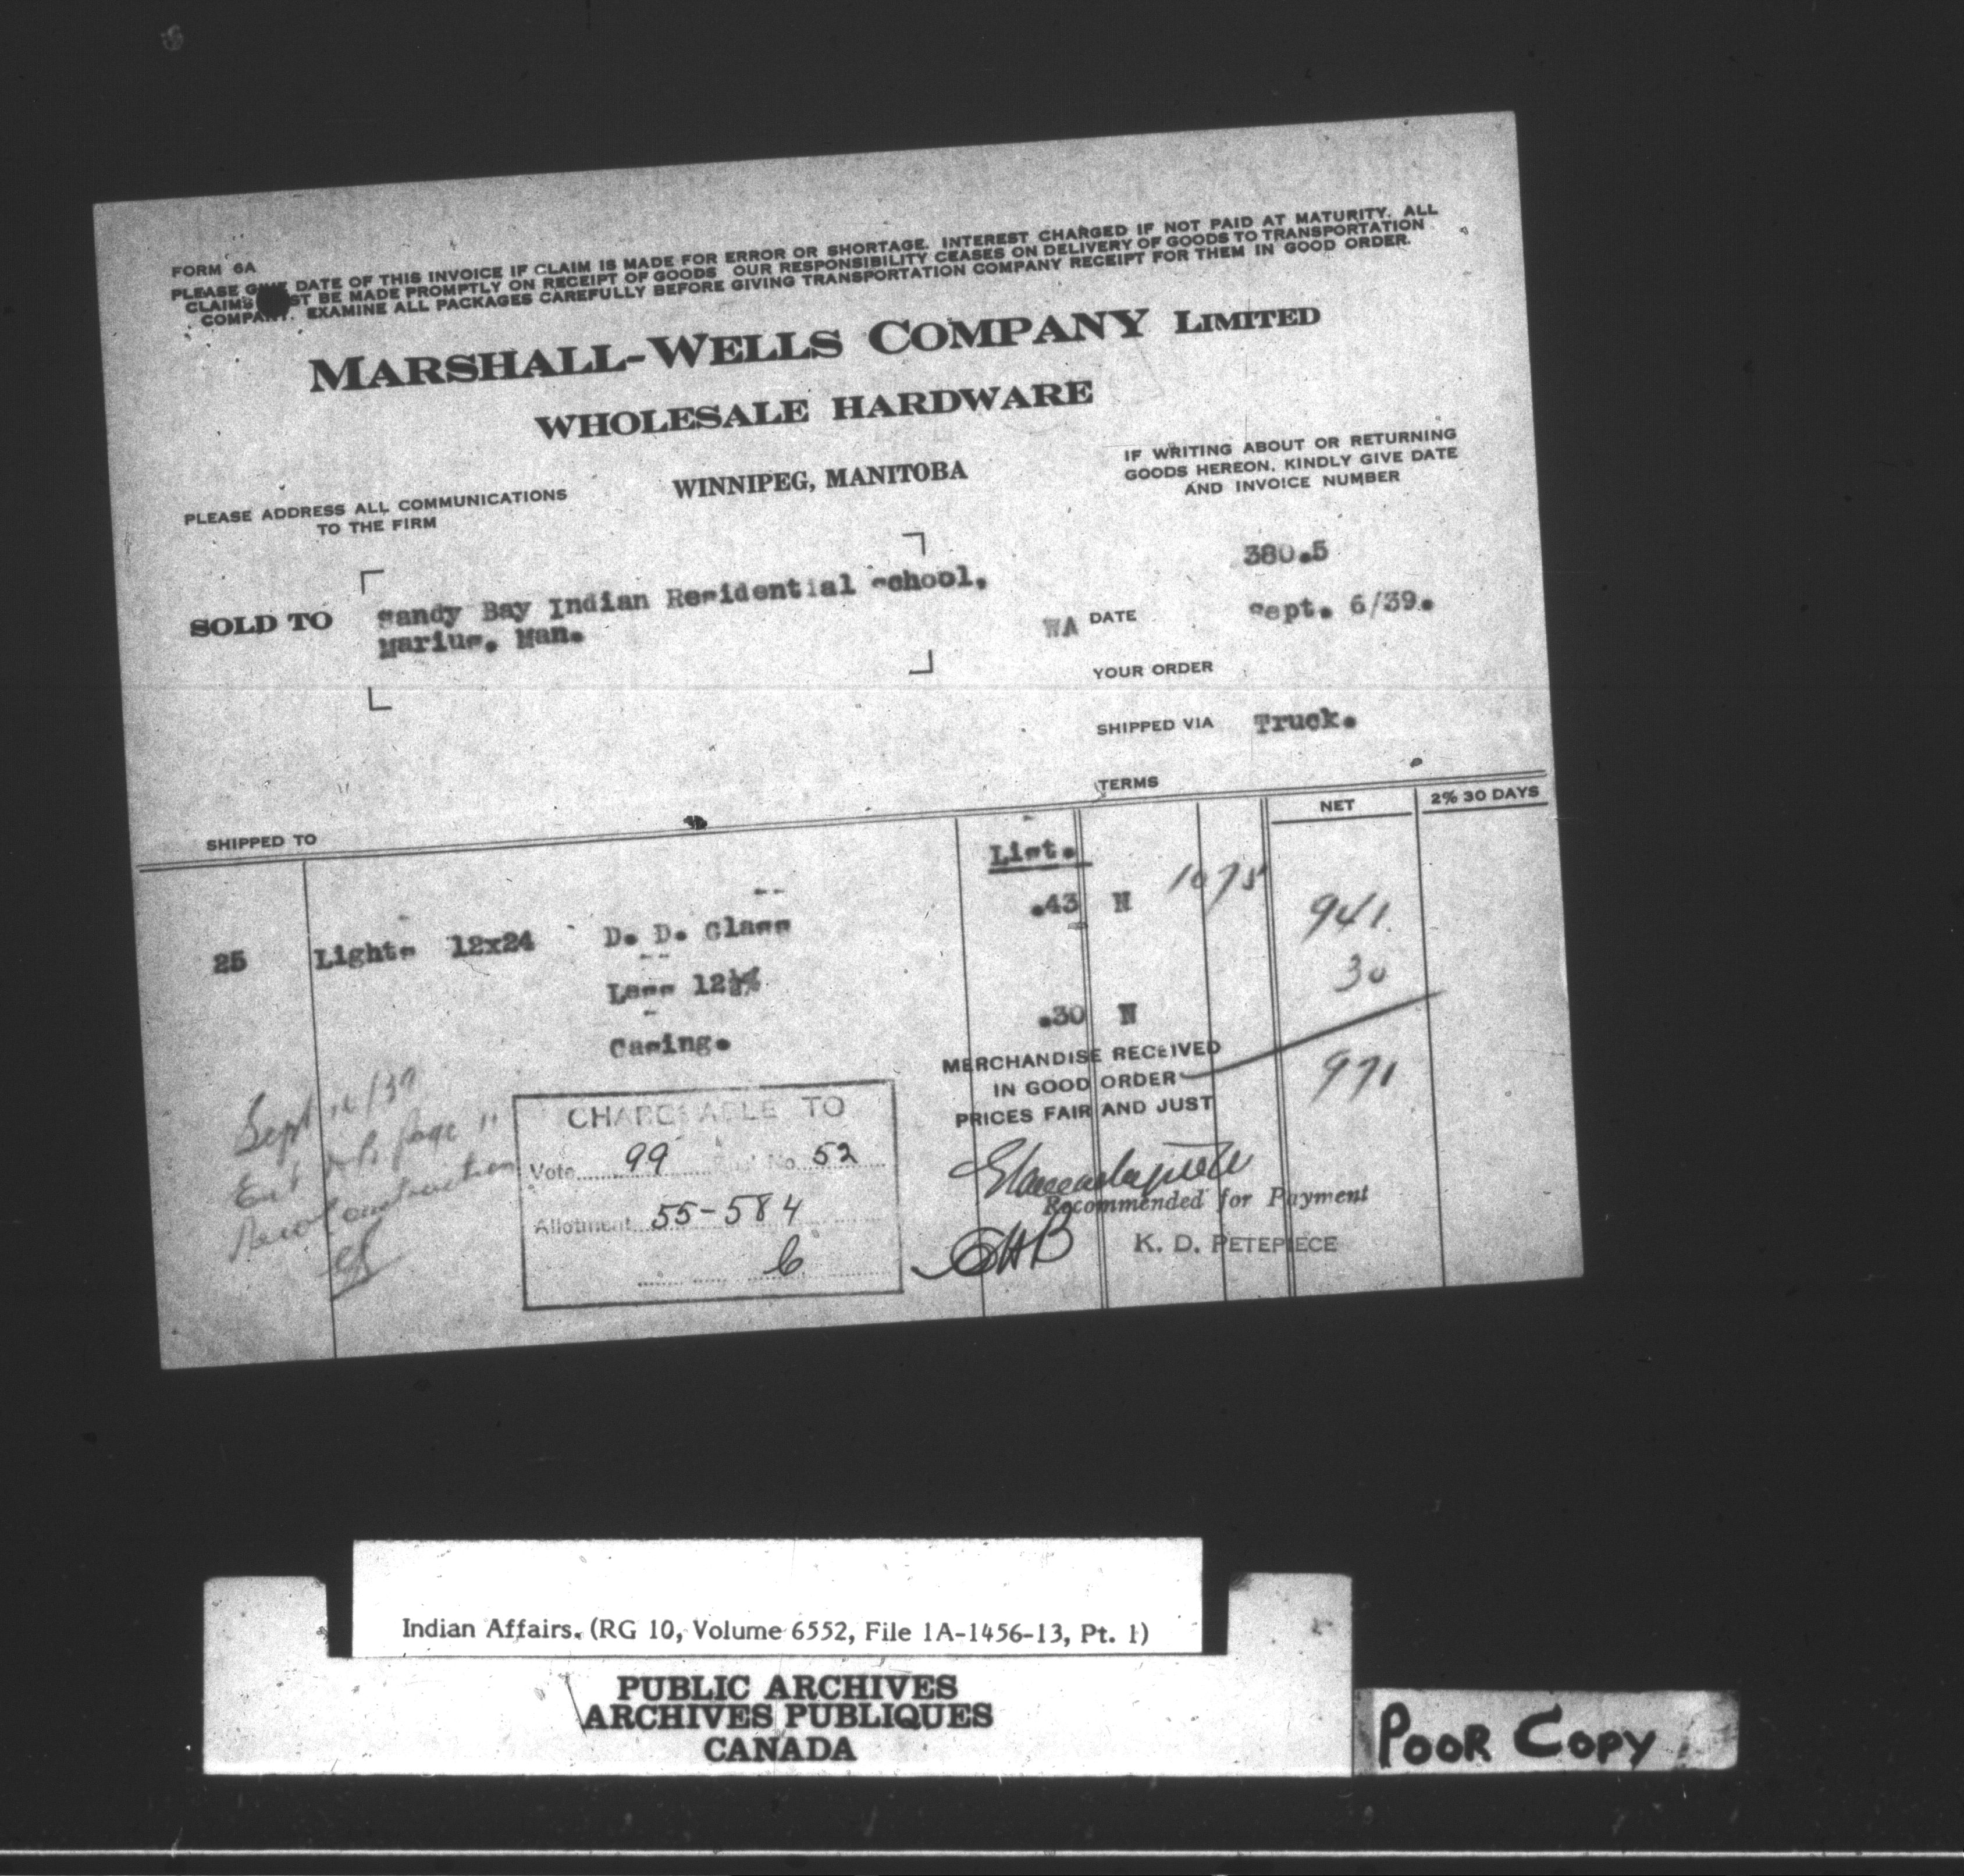 FORM 6A
PLEASE GIVE DATE OF THIS INVOICE IF CLAIM IS MADE FOR ERROR OR SHORTAGE. INTEREST CHARGED IF NOT PAID AT MATURITY. ALL
CLAIMS MUST BE MADE PROMPTLY ON RECEIPT OF GOODS OUR RESPONSIBILITY CEASES ON DELIVERY OF GOODS TO TRANSPORTATION
COMPANY. EXAMINE ALL PACKAGES CAREFULLY BEFORE GIVING TRANSPORTATION COMPANY RECEIPT FOR THEM IN GOOD ORDER.
MARSHALL-WELLS COMPANY LIMITED
WHOLESALE HARDWARE
WINNIPEG, MANITOBA
PLEASE ADDRESS ALL COMMUNICATIONS
TO THE FIRM
IF WRITING ABOUT OR RETURNING
GOODS HEREON, KINDLY GIVE DATE
AND INVOICE NUMBER
380.5
SOLD TO Sandy Bay Indian Residential School,
Marius, Man.
WA DATE Sept. 6/39.
YOUR ORDER
SHIPPED VIA Truck.
TERMS
SHIPPED TO
NET 2% 30 DAYS
List.
25 Lights 12x24 D. D. Glass .43 N 1075 941
Less 12½% 30
Casing. .30 N
971
MERCHANDISE RECEIVED
IN GOOD ORDER
PRICES FAIR AND JUST
Sept /39
Ent page 11
New Construction
CHARGEABLE TO
Vote 99 No. 52
Allotment 55-584
6
Recommended for Payment
K. D. PETEPIECE
Indian Affairs. (RG 10, Volume 6552, File 1A-1456-13, Pt. 1)
PUBLIC ARCHIVES
ARCHIVES PUBLIQUES
CANADA
POOR COPY